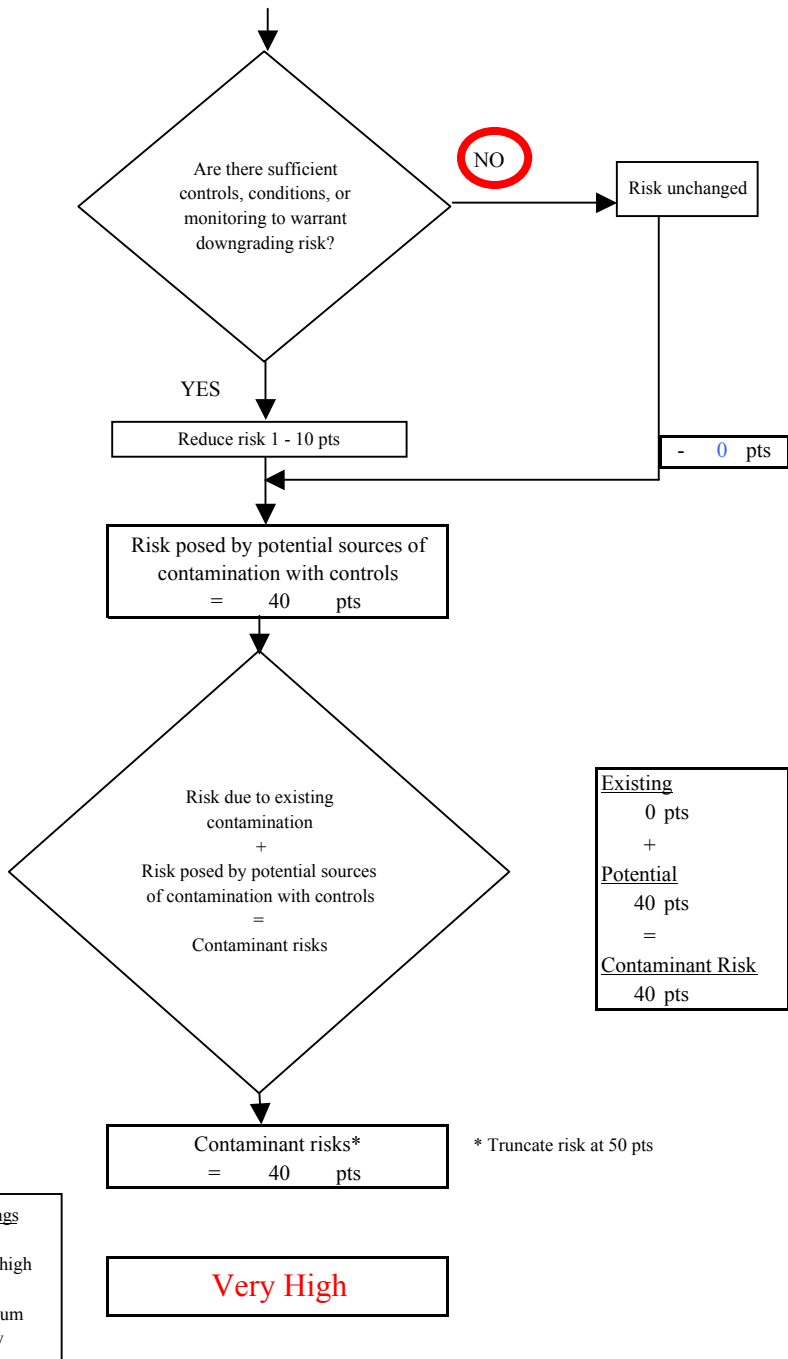 Are there sufficient
controls, conditions, or
monitoring to warrant
downgrading risk?
NO
Risk unchanged
YES
Reduce risk 1 - 10 pts
- 0 pts
Risk posed by potential sources of
contamination with controls
= 40 pts
Risk due to existing
contamination
+
Risk posed by potential sources
of contamination with controls
=
Contaminant risks
Existing
0 pts
+
Potential
40 pts
=
Contaminant Risk
40 pts
Contaminant risks*
= 40 pts
* Truncate risk at 50 pts
high
Very High